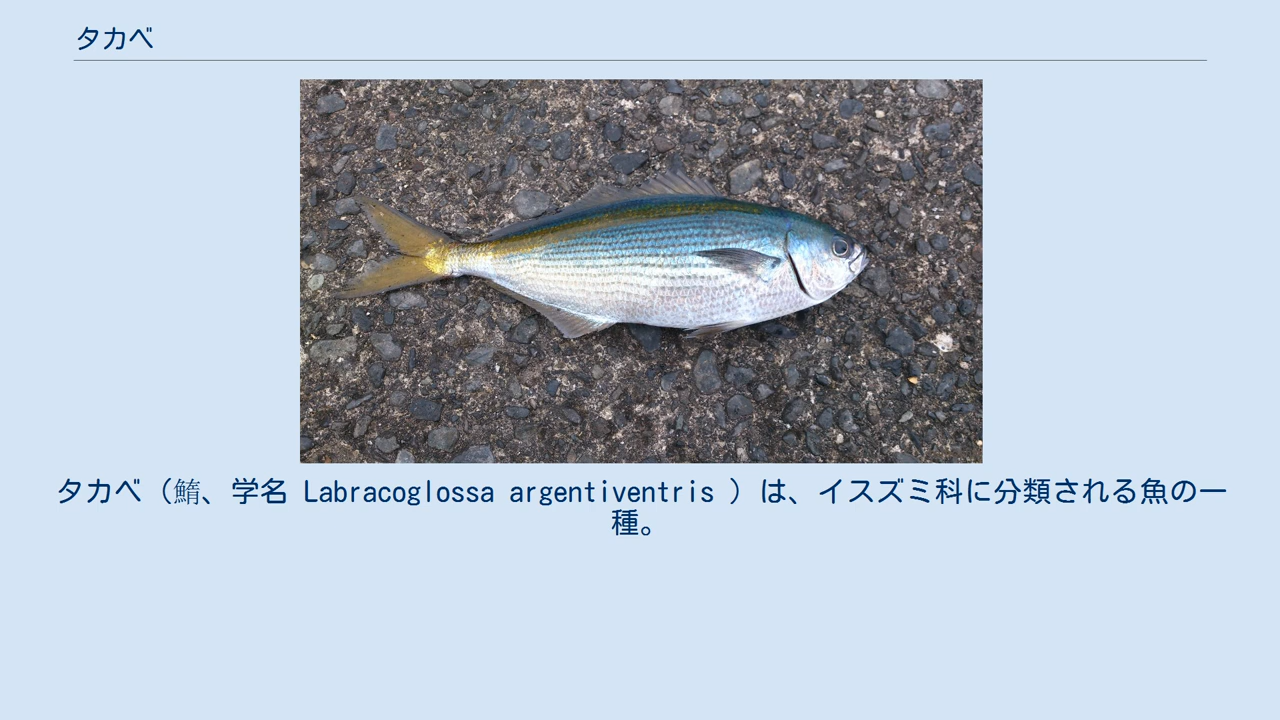 タカベ
タカベ（鰖、学名 Labracoglossa argentiventris ）は、イスズミ科に分類される魚の一
種。